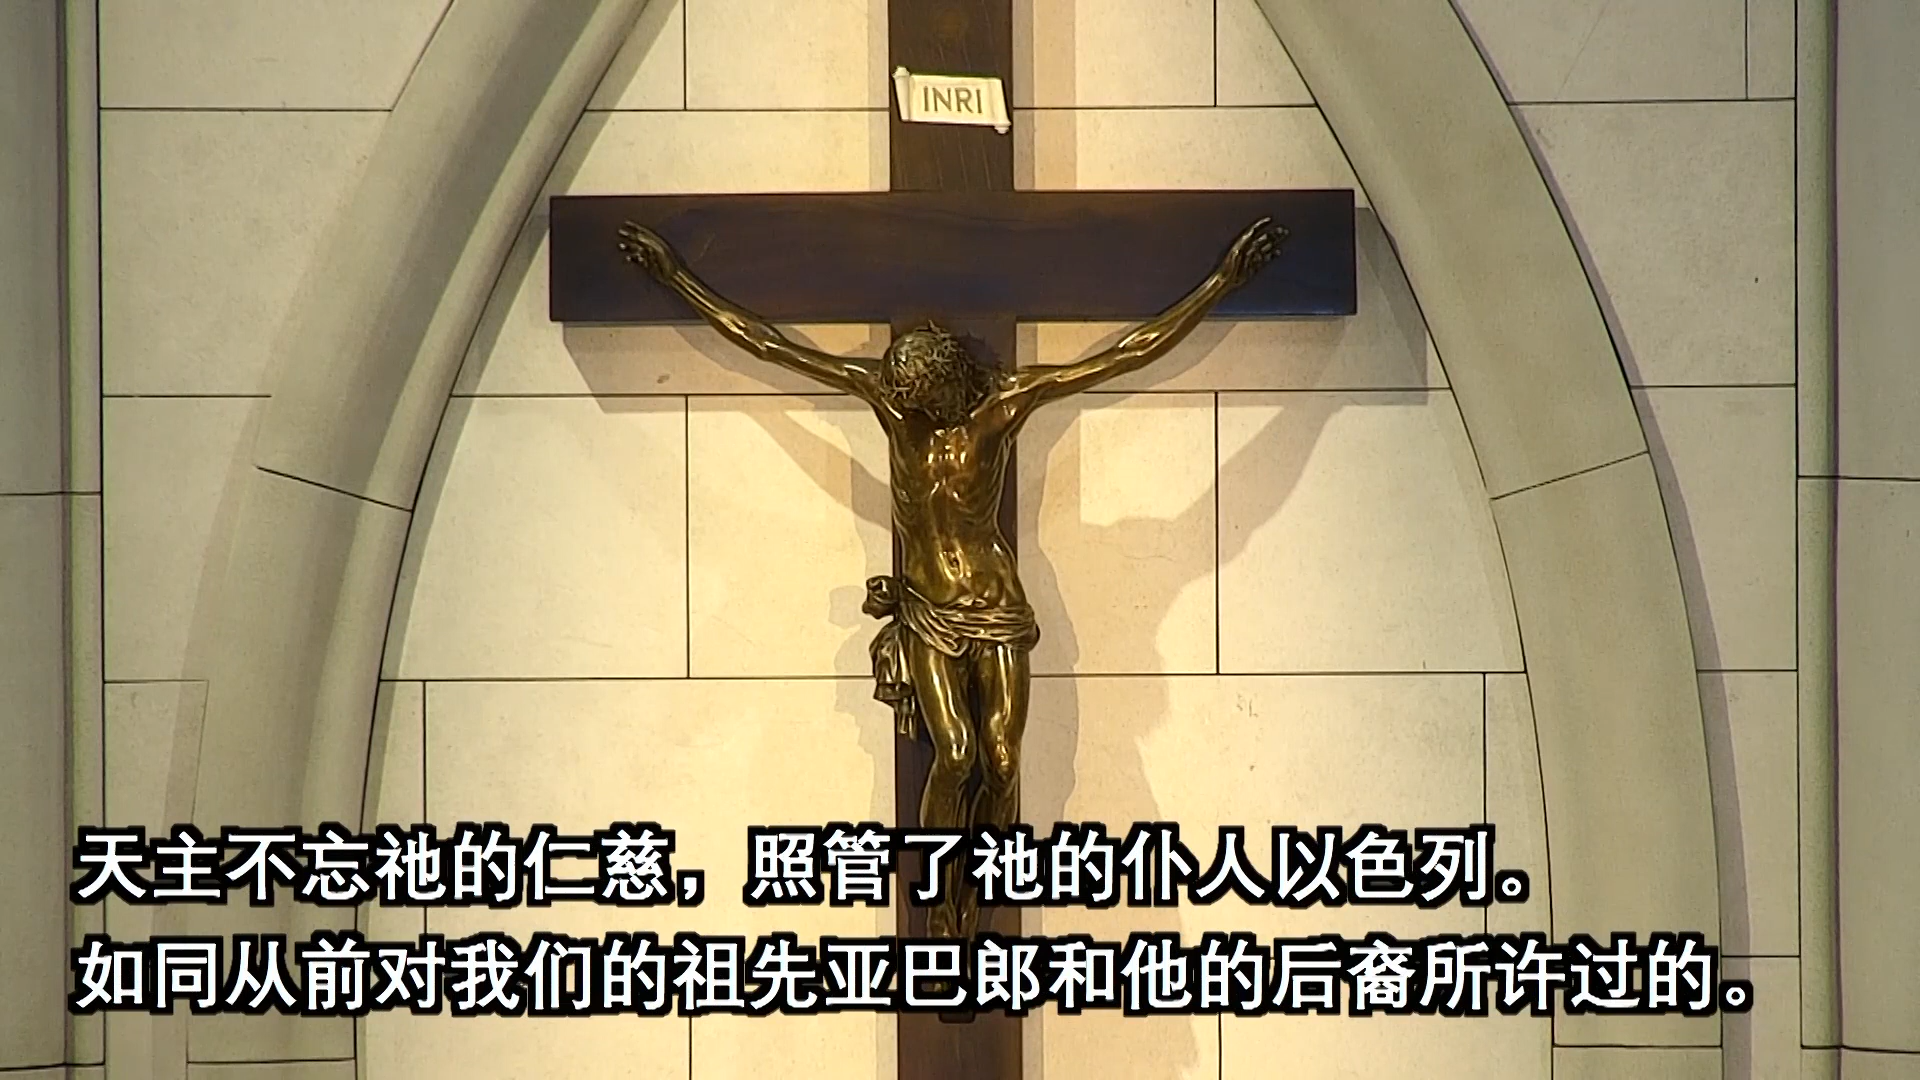 INRI
天主不忘祂的仁慈，照管了祂的仆人以色列。
如同从前对我们的祖先亚巴郎和他的后裔所许过的。